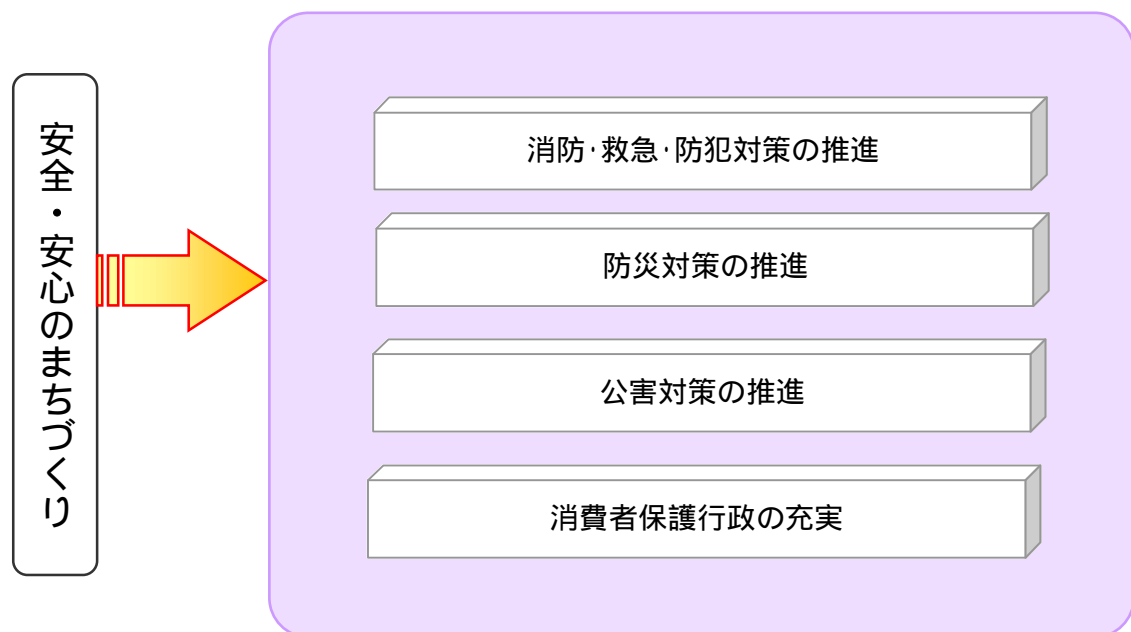 安全・安心のまちづくり
消防･救急･防犯対策の推進
防災対策の推進
公害対策の推進
消費者保護行政の充実